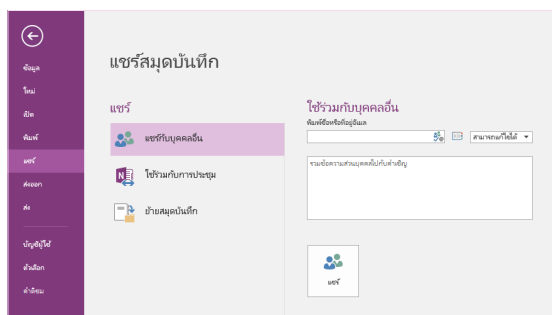 ข้อมูล
ใหม่
เปิด
พิมพ์
แชร์
ส่งออก
ส่ง
บัญชีผู้ใช้
ตัวเลือก
คำติชม
แชร์สมุดบันทึก
แชร์
แชร์กับบุคคลอื่น
N
ใช้ร่วมกับการประชุม
ย้ายสมุดบันทึก
ใช้ร่วมกับบุคคลอื่น
พิมพ์ชื่อหรือที่อยู่อีเมล
สามารถแก้ไขได้
รวมข้อความส่วนบุคคลไปกับคำเชิญ
แชร์